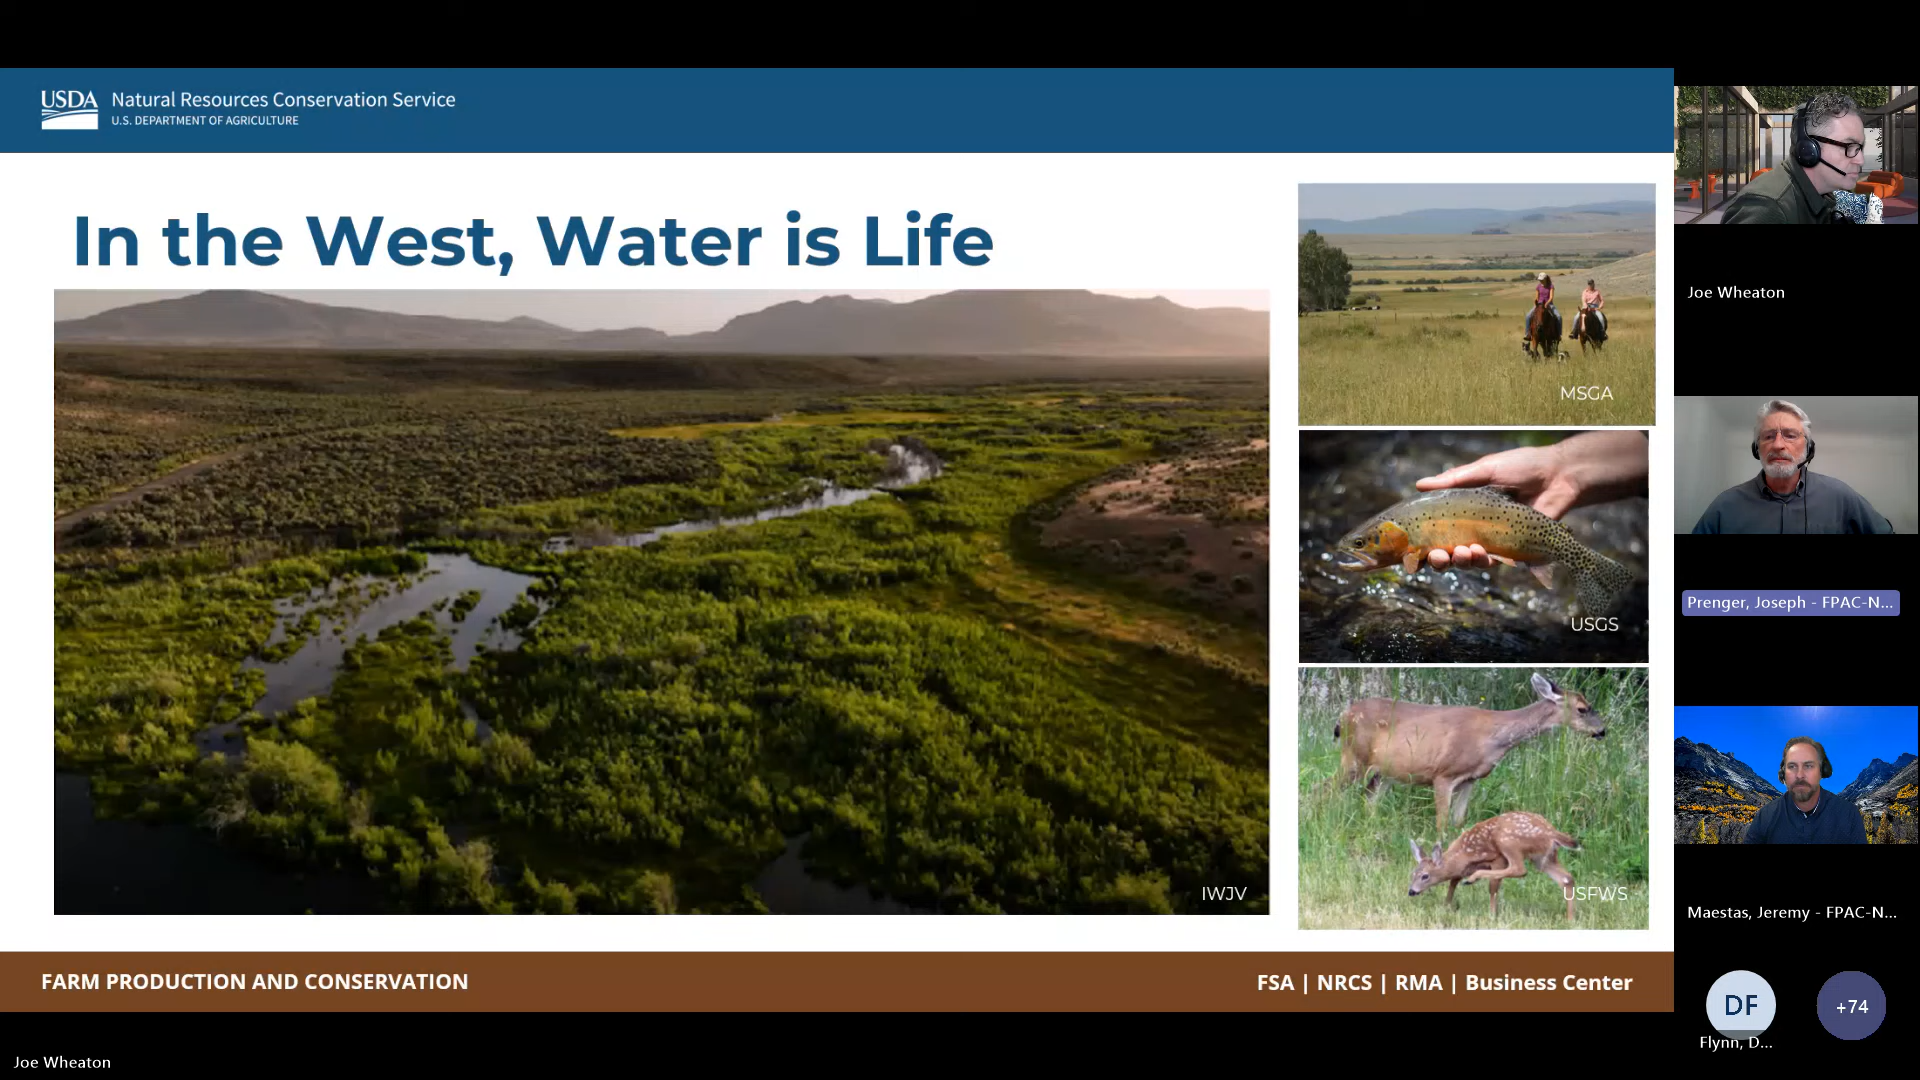 USDA
Natural Resources Conservation Service
U.S. DEPARTMENT OF AGRICULTURE
In the West, Water is Life
MSGA
USGS
IWJV
USFWS
FARM PRODUCTION AND CONSERVATION
FSA | NRCS | RMA | Business Center
Joe Wheaton
Prenger, Joseph - FPAC-N...
Maestas, Jeremy - FPAC-N...
DF
+74
Flynn, D...
Joe Wheaton